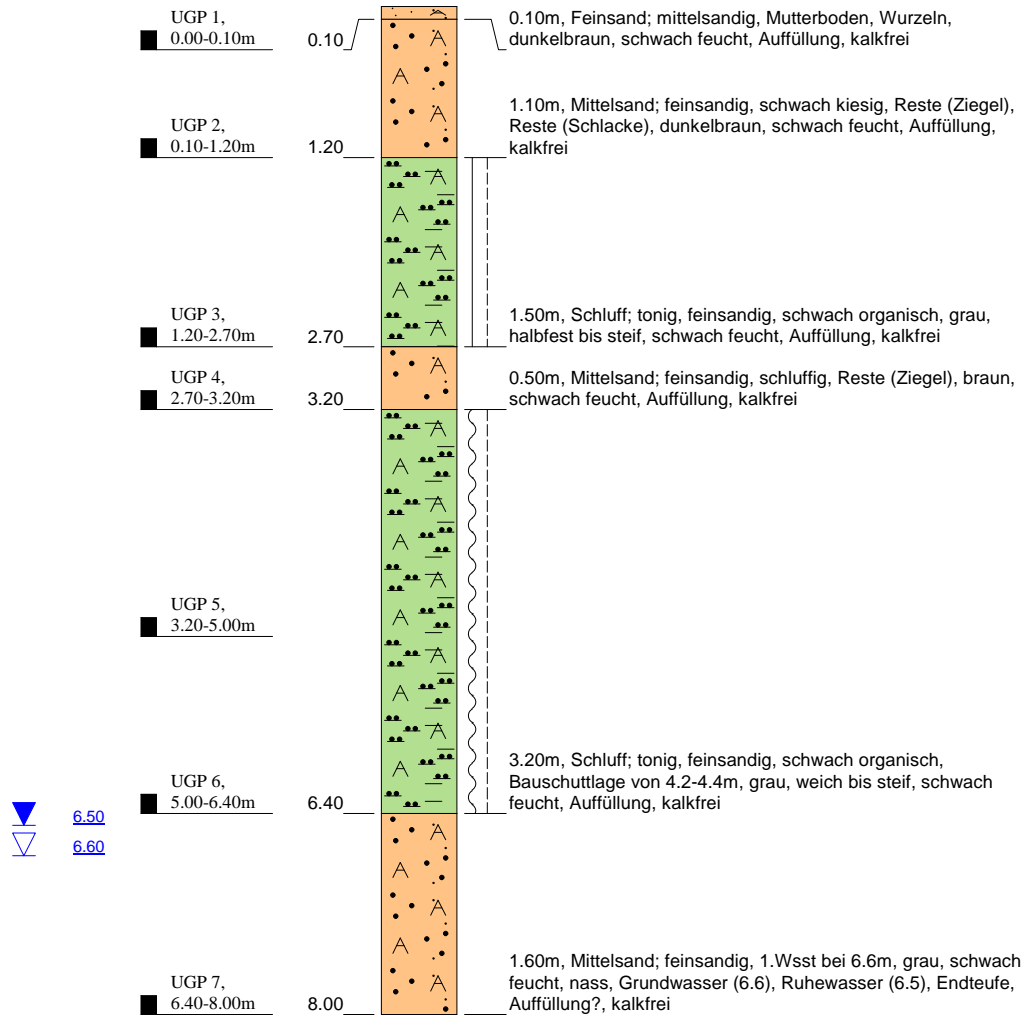 UGP 1,
0.00-0.10m
0.10
0.10m, Feinsand; mittelsandig, Mutterboden, Wurzeln,
dunkelbraun, schwach feucht, Auffüllung, kalkfrei
UGP 2,
0.10-1.20m
1.20
1.10m, Mittelsand; feinsandig, schwach kiesig, Reste (Ziegel),
Reste (Schlacke), dunkelbraun, schwach feucht, Auffüllung,
kalkfrei
UGP 3,
1.20-2.70m
2.70
1.50m, Schluff; tonig, feinsandig, schwach organisch, grau,
halbfest bis steif, schwach feucht, Auffüllung, kalkfrei
UGP 4,
2.70-3.20m
3.20
0.50m, Mittelsand; feinsandig, schluffig, Reste (Ziegel), braun,
schwach feucht, Auffüllung, kalkfrei
UGP 5,
3.20-5.00m
UGP 6,
5.00-6.40m
6.40
3.20m, Schluff; tonig, feinsandig, schwach organisch,
Bauschuttlage von 4.2-4.4m, grau, weich bis steif, schwach
feucht, Auffüllung, kalkfrei
6.50
6.60
UGP 7,
6.40-8.00m
8.00
1.60m, Mittelsand; feinsandig, 1.Wsst bei 6.6m, grau, schwach
feucht, nass, Grundwasser (6.6), Ruhewasser (6.5), Endteufe,
Auffüllung?, kalkfrei